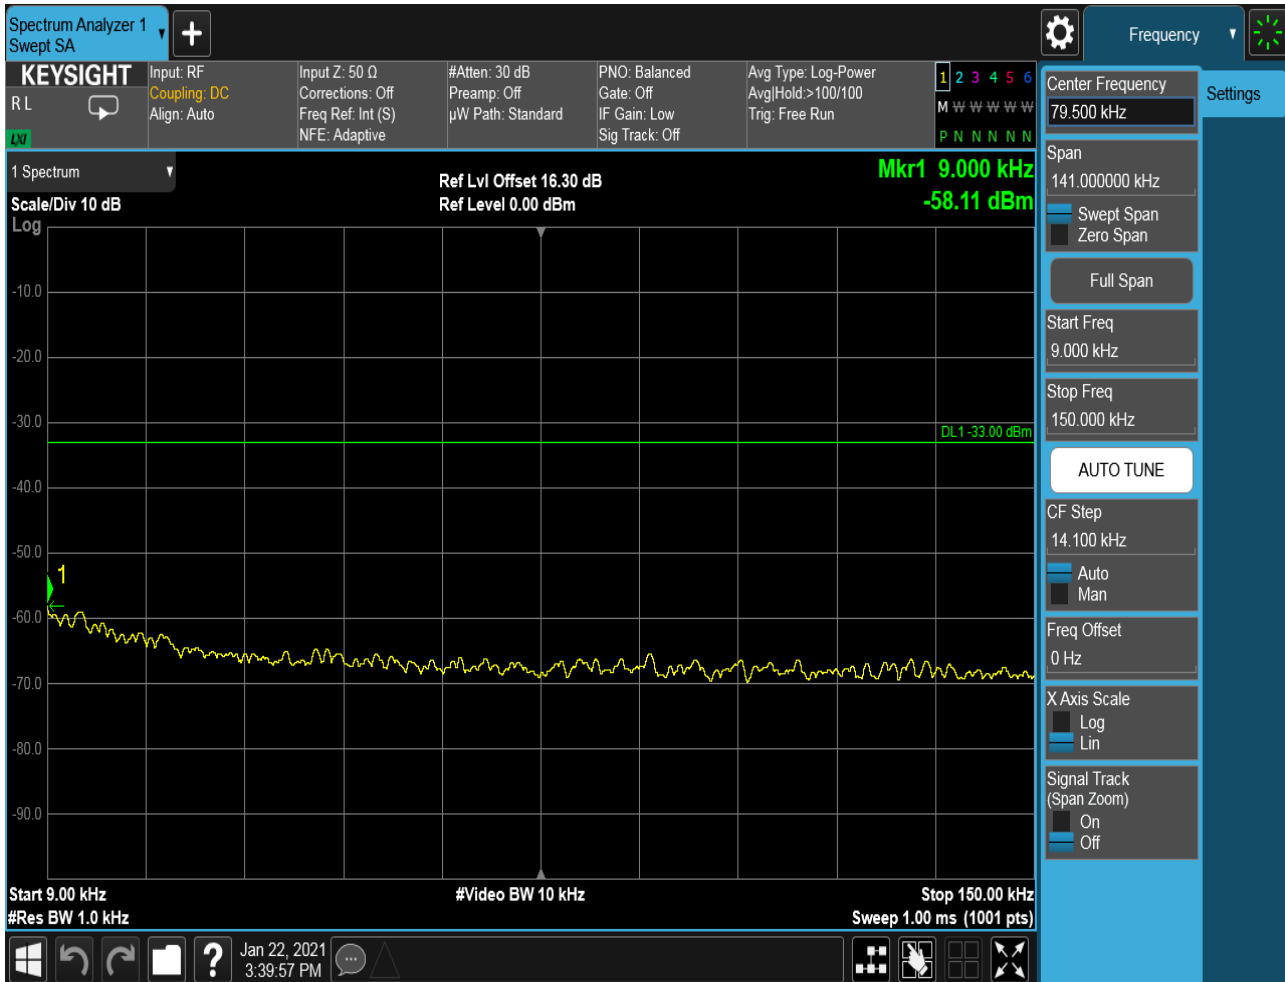 Spectrum Analyzer 1
Swept SA
Frequency
KEYSIGHT
R L
LXI
Input: RF
Coupling: DC
Align: Auto
Input Z: 50 Ω
Corrections: Off
Freq Ref: Int (S)
NFE: Adaptive
#Atten: 30 dB
Preamp: Off
µW Path: Standard
PNO: Balanced
Gate: Off
IF Gain: Low
Sig Track: Off
Avg Type: Log-Power
Avg|Hold:>100/100
Trig: Free Run
1 2 3 4 5 6
M W W W W W
P N N N N N
1 Spectrum
Scale/Div 10 dB
Log
Ref Lvl Offset 16.30 dB
Ref Level 0.00 dBm
Mkr1 9.000 kHz
-58.11 dBm
-10.0
-20.0
-30.0
DL1 -33.00 dBm
-40.0
-50.0
1
-60.0
-70.0
-80.0
-90.0
Start 9.00 kHz
#Video BW 10 kHz
Stop 150.00 kHz
#Res BW 1.0 kHz
Sweep 1.00 ms (1001 pts)
Center Frequency
79.500 kHz
Settings
Span
141.000000 kHz
Swept Span
Zero Span
Full Span
Start Freq
9.000 kHz
Stop Freq
150.000 kHz
AUTO TUNE
CF Step
14.100 kHz
Auto
Man
Freq Offset
0 Hz
X Axis Scale
Log
Lin
Signal Track
(Span Zoom)
On
Off
?
Jan 22, 2021
3:39:57 PM